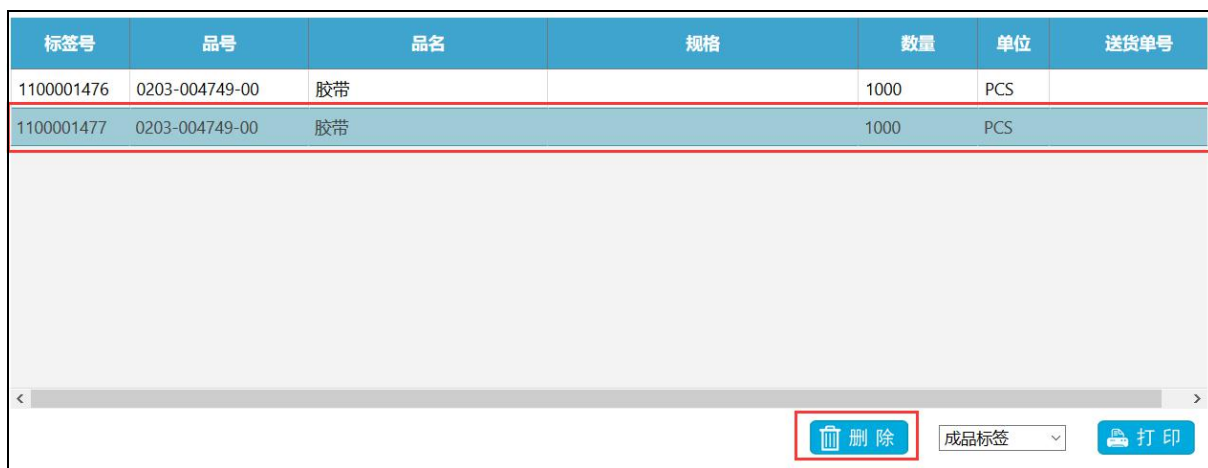 标签号 品号 品名 规格 数量 单位 送货单号
1100001476 0203-004749-00 胶带 1000 PCS
1100001477 0203-004749-00 胶带 1000 PCS
删除 成品标签 打印